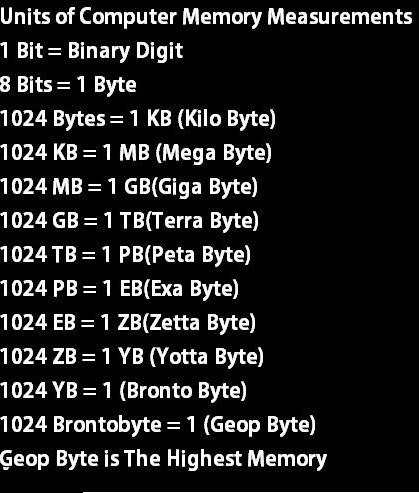 Units of Computer Memory Measurements
1 Bit = Binary Digit
8 Bits = 1 Byte
1024 Bytes = 1 KB (Kilo Byte)
1024 KB = 1 MB (Mega Byte)
1024 MB = 1 GB(Giga Byte)
1024 GB = 1 TB(Terra Byte)
1024 TB = 1 PB(Peta Byte)
1024 PB = 1 EB(Exa Byte)
1024 EB = 1 ZB(Zetta Byte)
1024 ZB = 1 YB (Yotta Byte)
1024 YB = 1 (Bronto Byte)
1024 Brontobyte = 1 (Geop Byte)
Geop Byte is The Highest Memory